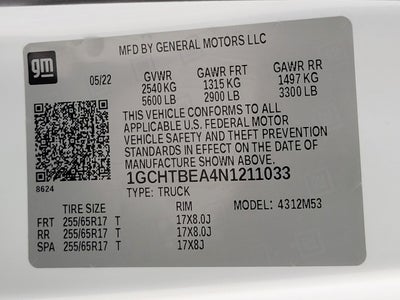 gm
MFD BY GENERAL MOTORS LLC
05/22 GVWR GAWR FRT GAWR RR
2540 KG 1315 KG 1497 KG
5600 LB 2900 LB 3300 LB
THIS VEHICLE CONFORMS TO ALL
APPLICABLE U.S. FEDERAL MOTOR
VEHICLE SAFETY AND THEFT
PREVENTION STANDARDS IN
EFFECT ON THE DATE OF
MANUFACTURE SHOWN ABOVE.
8624
1GCHTBEA4N1211033
TYPE: TRUCK
TIRE SIZE RIM MODEL: 4312M53
FRT 255/65R17 T 17X8.0J
RR 255/65R17 T 17X8.0J
SPA 255/65R17 T 17X8J